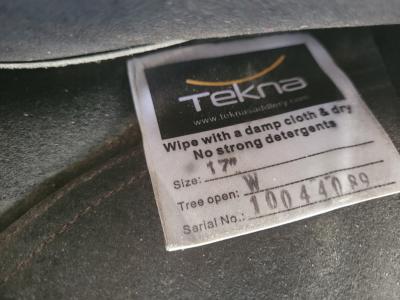 Tekna
www.teknasaddlery.com
Wipe with a damp cloth & dry
No strong detergents
Size: 17"
Tree open: W
Serial No.: 10044089